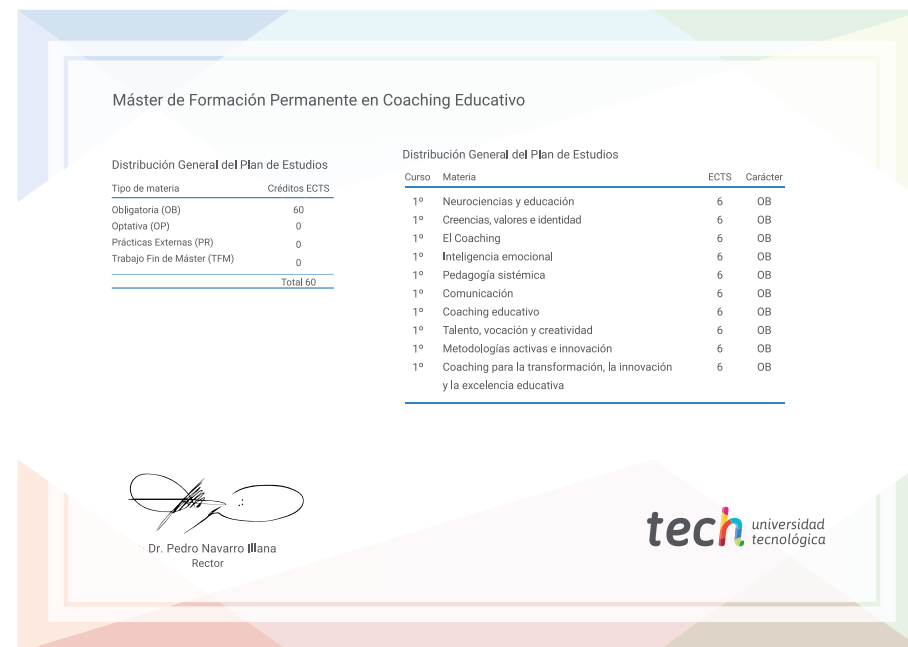 Máster de Formación Permanente en Coaching Educativo
Distribución General del Plan de Estudios
Tipo de materia Créditos ECTS
Obligatoria (OB) 60
Optativa (OP) 0
Prácticas Externas (PR) 0
Trabajo Fin de Máster (TFM) 0
Total 60
Distribución General del Plan de Estudios
Curso Materia ECTS Carácter
1º Neurociencias y educación 6 OB
1º Creencias, valores e identidad 6 OB
1º El Coaching 6 OB
1º Inteligencia emocional 6 OB
1º Pedagogía sistémica 6 OB
1º Comunicación 6 OB
1º Coaching educativo 6 OB
1º Talento, vocación y creatividad 6 OB
1º Metodologías activas e innovación 6 OB
1º Coaching para la transformación, la innovación 6 OB
y la excelencia educativa
Dr. Pedro Navarro Illana
Rector
tech universidad
tecnológica